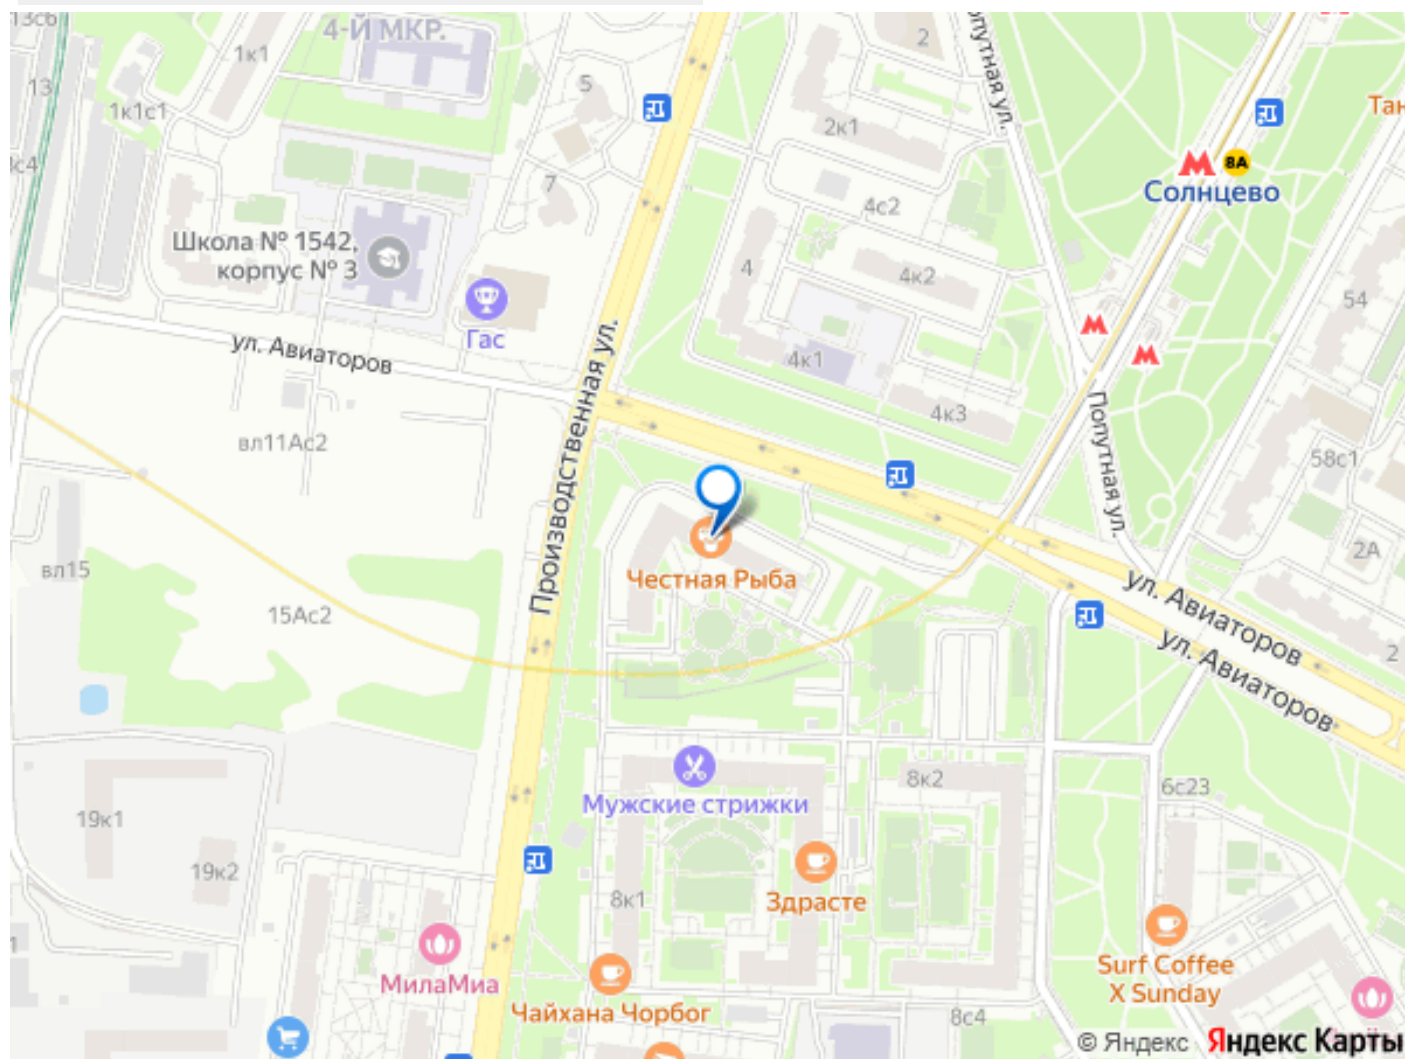 13с6
4-Й МКР.
1к1
2
Попутная ул.
13
1к1с1
5
2к1
Тан
8А
Солнцево
7
4с2
Школа № 1542,
корпус № 3
4
4к2
54
Гас
ул. Авиаторов
Производственная ул.
4к1
4к3
Попутная ул.
вл11Ас2
58с1
2А
вл15
Честная Рыба
15Ас2
ул. Авиаторов
ул. Авиаторов
2
Мужские стрижки
8к2
6с23
19к1
19к2
8к1
Здрасте
МилаМиа
Surf Coffee
X Sunday
Чайхана Чорбог
8с4
© Яндекс Яндекс Карты